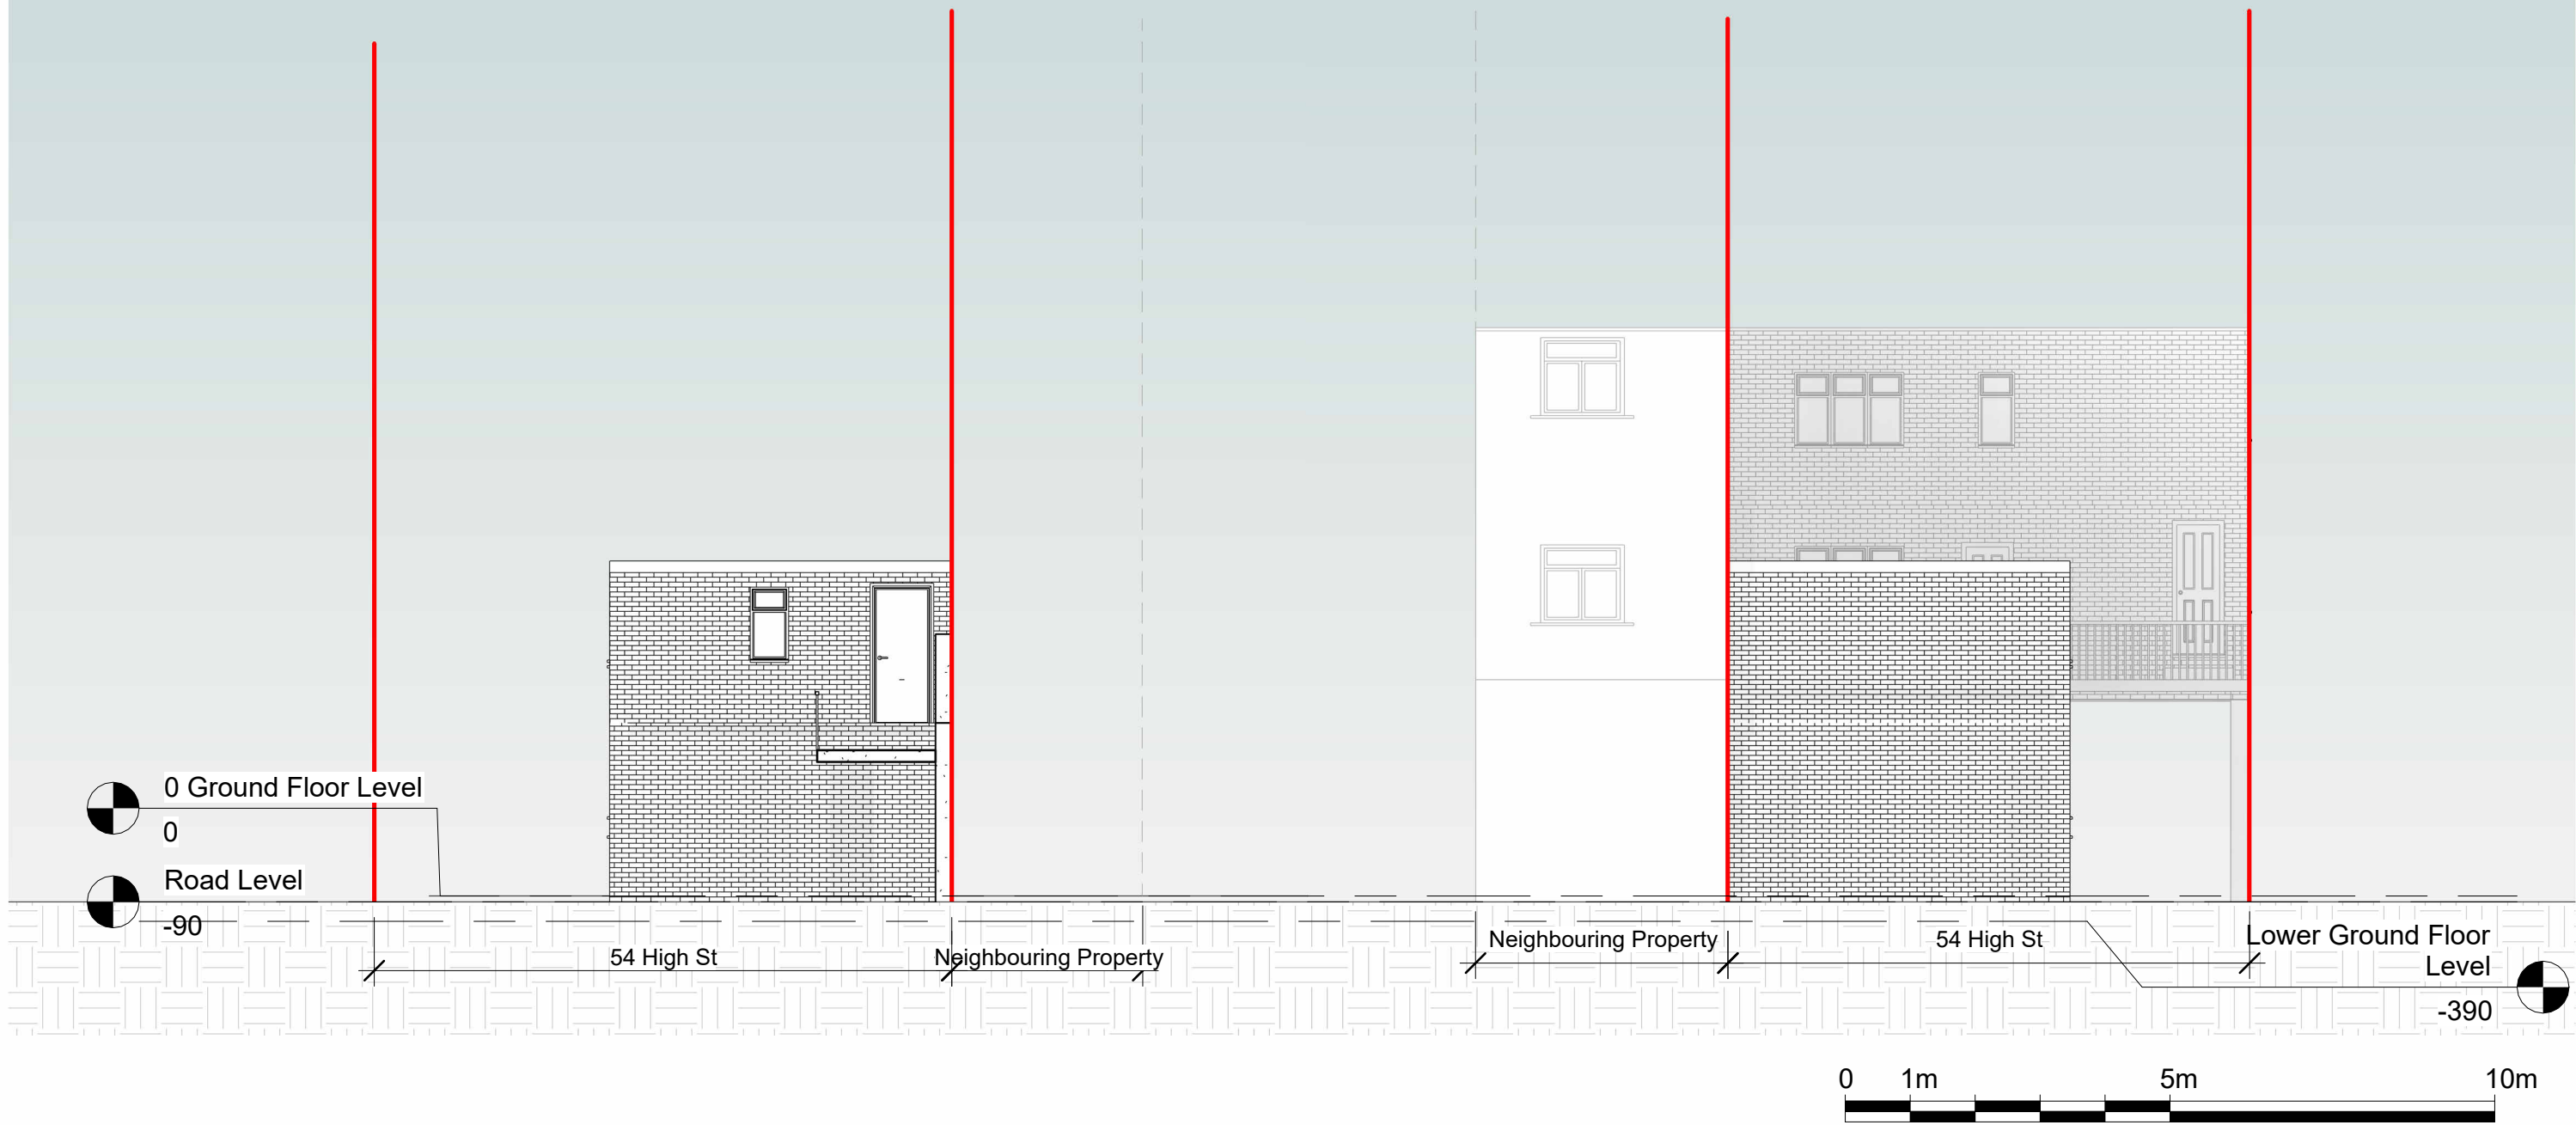 0 Ground Floor Level
0
Road Level
-90
54 High St
Neighbouring Property
Neighbouring Property
54 High St
Lower Ground Floor
Level
-390
0 1m 5m 10m